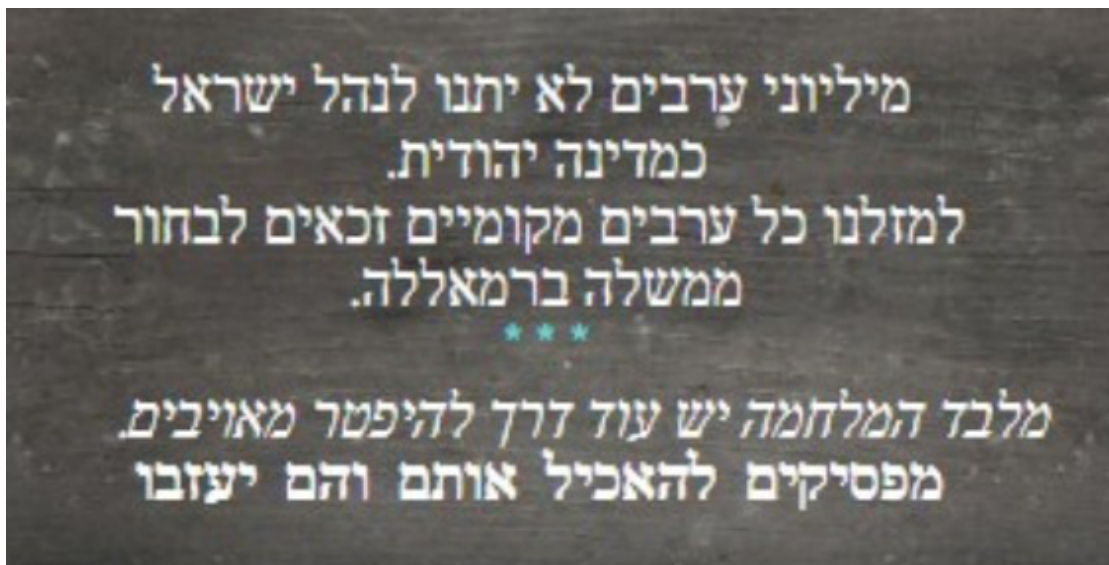 מיליוני ערבים לא יתנו לנהל ישראל
כמדינה יהודית.
למזלנו כל ערבים מקומיים זכאים לבחור
ממשלה ברמאללה.
* * *
מלבד המלחמה יש עוד דרך להיפטר מאויבים.
מפסיקים להאכיל אותם והם יעזבו